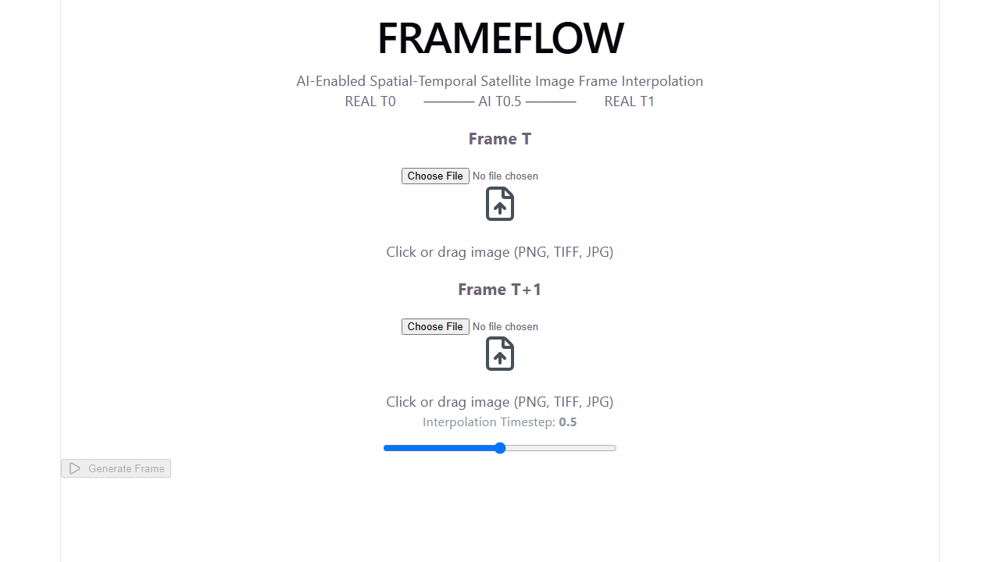 FRAMEFLOW
AI-Enabled Spatial-Temporal Satellite Image Frame Interpolation
REAL T0 ———— AI T0.5 ———— REAL T1
Frame T
Choose File No file chosen
Click or drag image (PNG, TIFF, JPG)
Frame T+1
Choose File No file chosen
Click or drag image (PNG, TIFF, JPG)
Interpolation Timestep: 0.5
Generate Frame